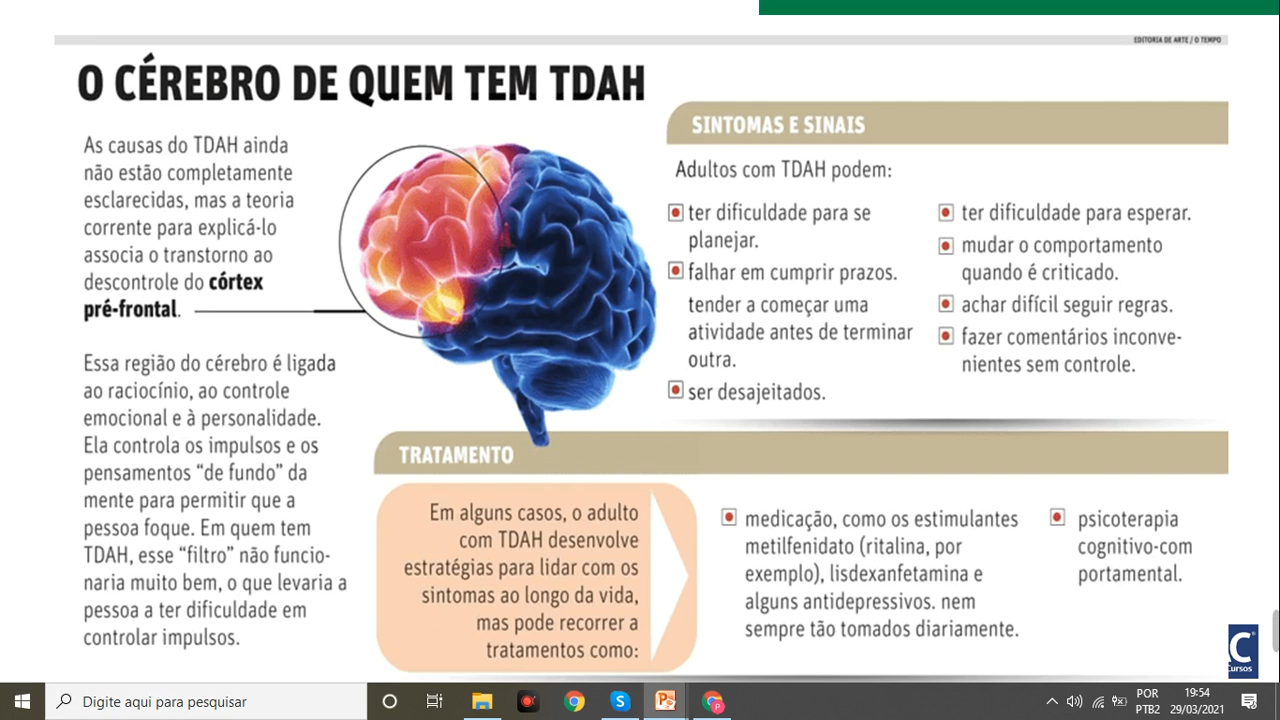 EDITORIA DE ARTE / O TEMPO
O CÉREBRO DE QUEM TEM TDAH
As causas do TDAH ainda
não estão completamente
esclarecidas, mas a teoria
corrente para explicá-lo
associa o transtorno ao
descontrole do córtex
pré-frontal.
Essa região do cérebro é ligada
ao raciocínio, ao controle
emocional e à personalidade.
Ela controla os impulsos e os
pensamentos “de fundo” da
mente para permitir que a
pessoa foque. Em quem tem
TDAH, esse “filtro” não funcio-
naria muito bem, o que levaria a
pessoa a ter dificuldade em
controlar impulsos.
SINTOMAS E SINAIS
Adultos com TDAH podem:
ter dificuldade para se
planejar.
falhar em cumprir prazos.
tender a começar uma
atividade antes de terminar
outra.
ser desajeitados.
ter dificuldade para esperar.
mudar o comportamento
quando é criticado.
achar difícil seguir regras.
fazer comentários inconve-
nientes sem controle.
TRATAMENTO
Em alguns casos, o adulto
com TDAH desenvolve
estratégias para lidar com os
sintomas ao longo da vida,
mas pode recorrer a
tratamentos como:
medicação, como os estimulantes
metilfenidato (ritalina, por
exemplo), lisdexanfetamina e
alguns antidepressivos. nem
sempre tão tomados diariamente.
psicoterapia
cognitivo-com
portamental.
C®
Cursos
Digite aqui para pesquisar
POR
PTB2
19:54
29/03/2021